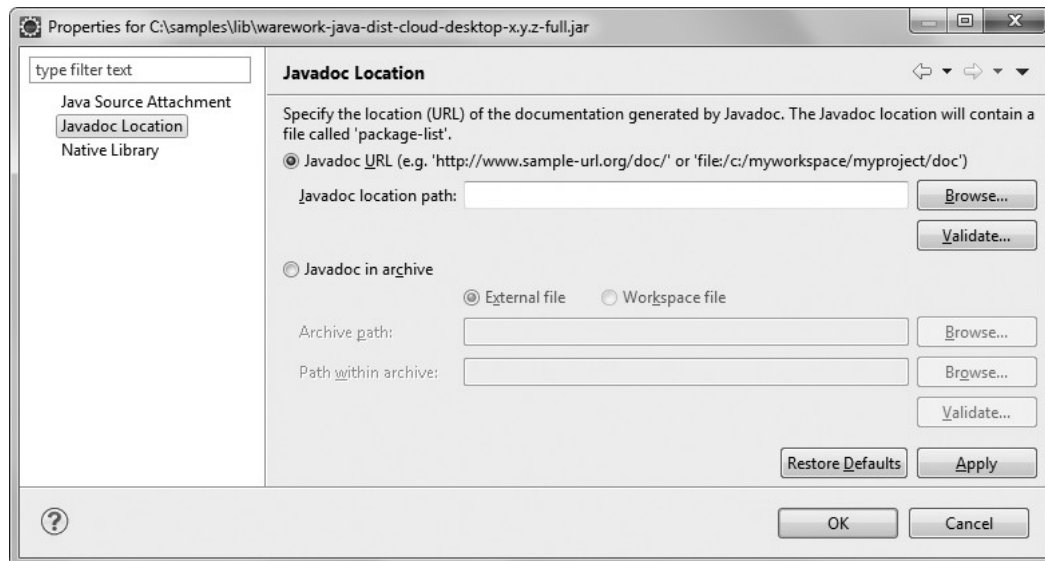 Properties for C:\samples\lib\warework-java-dist-cloud-desktop-x.y.z-full.jar
type filter text
Java Source Attachment
Javadoc Location
Native Library
Javadoc Location
Specify the location (URL) of the documentation generated by Javadoc. The Javadoc location will contain a
file called 'package-list'.
Javadoc URL (e.g. 'http://www.sample-url.org/doc/' or 'file:/c:/myworkspace/myproject/doc')
Javadoc location path:
Browse...
Validate...
Javadoc in archive
External file
Workspace file
Archive path:
Browse...
Path within archive:
Browse...
Validate...
Restore Defaults
Apply
?
OK
Cancel